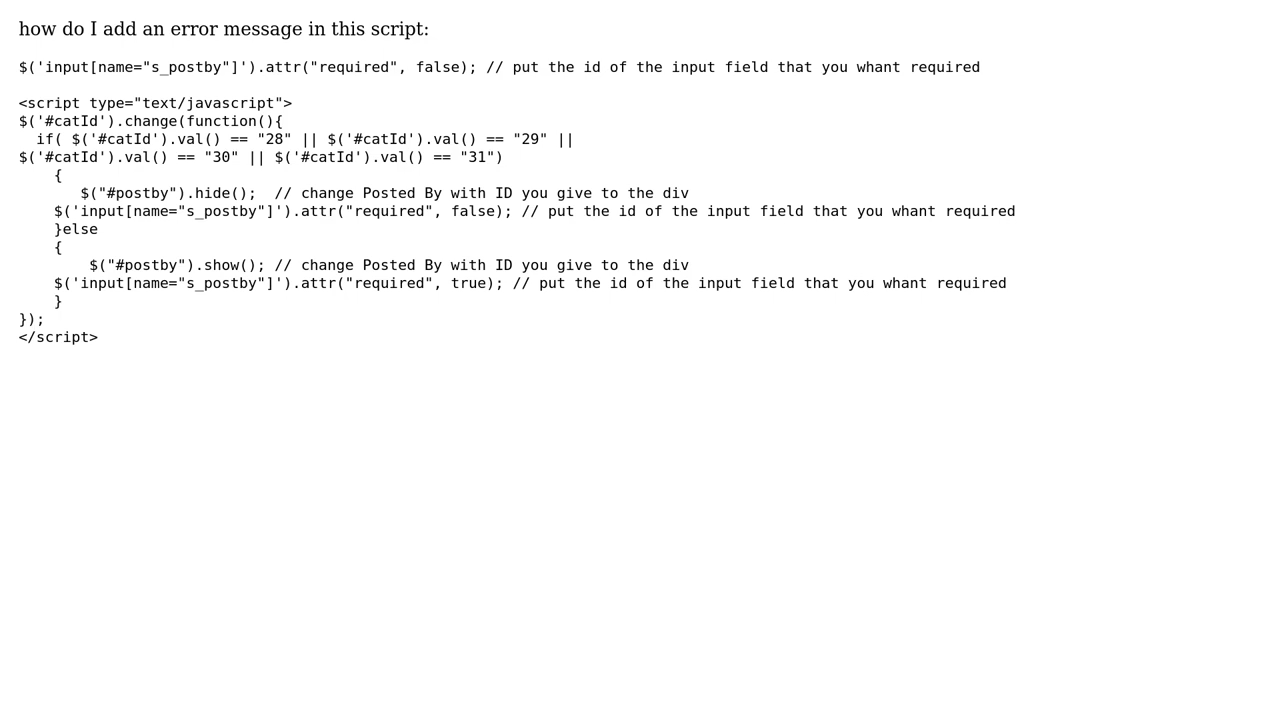 how do I add an error message in this script:
$('input[name="s_postby"]').attr("required", false); // put the id of the input field that you whant required
<script type="text/javascript">
$('#catId').change(function(){
  if( $('#catId').val() == "28" || $('#catId').val() == "29" ||
$('#catId').val() == "30" || $('#catId').val() == "31")
    {
       $("#postby").hide();  // change Posted By with ID you give to the div
    $('input[name="s_postby"]').attr("required", false); // put the id of the input field that you whant required
    }else
    {
        $("#postby").show(); // change Posted By with ID you give to the div
    $('input[name="s_postby"]').attr("required", true); // put the id of the input field that you whant required
    }
});
</script>